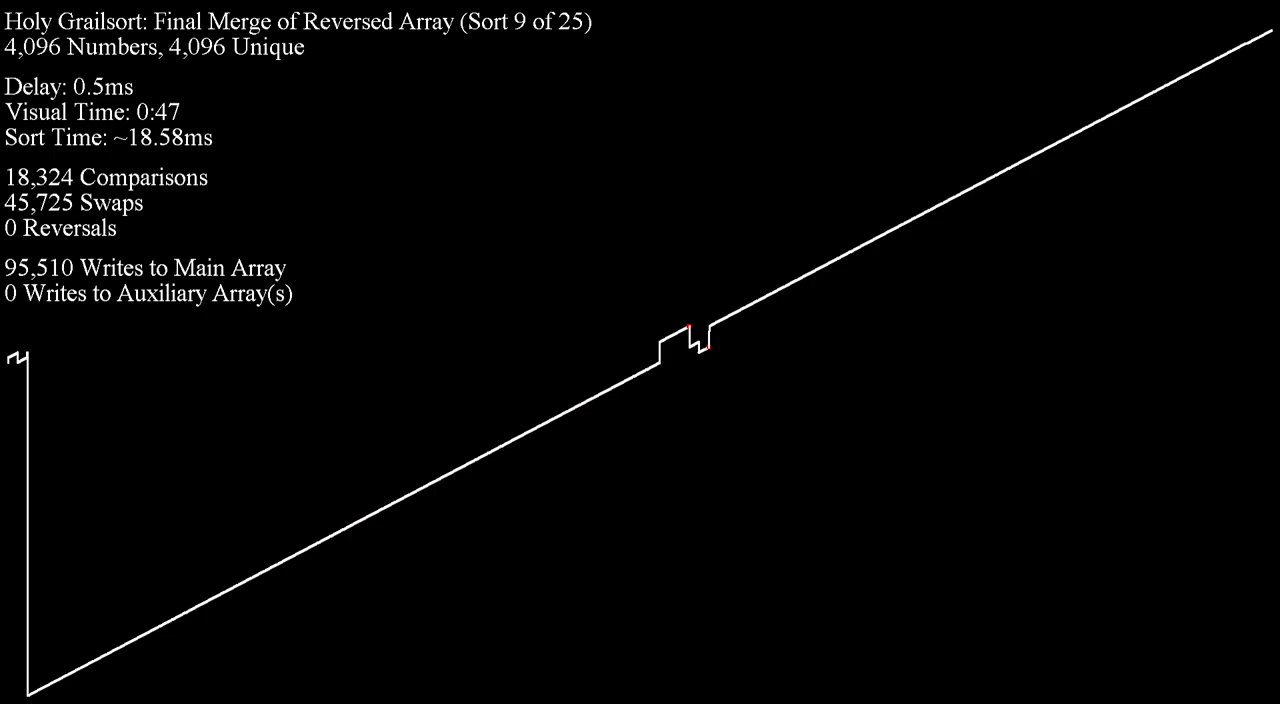 Holy Grailsort: Final Merge of Reversed Array (Sort 9 of 25)
4,096 Numbers, 4,096 Unique
Delay: 0.5ms
Visual Time: 0:47
Sort Time: ~18.58ms
18,324 Comparisons
45,725 Swaps
0 Reversals
95,510 Writes to Main Array
0 Writes to Auxiliary Array(s)